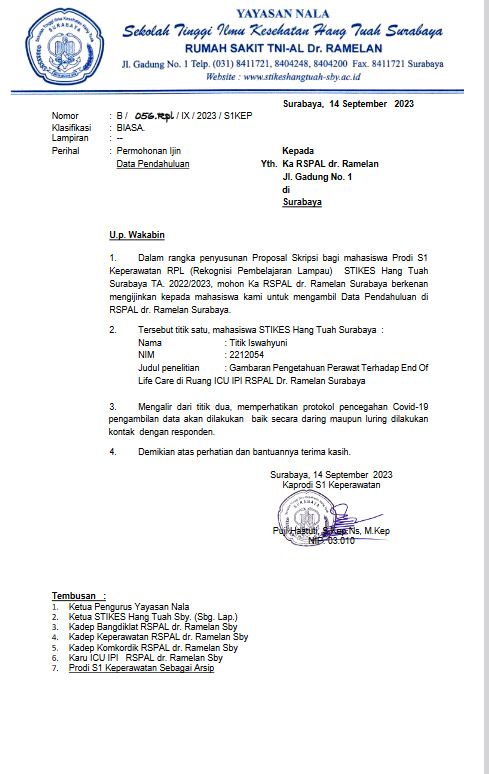 YAYASAN NALA
Sekolah Tinggi Ilmu Kesehatan Hang Tuah Surabaya
RUMAH SAKIT TNI-AL Dr. RAMELAN
Jl. Gadung No. 1 Telp. (031) 8411721, 8404248, 8404200 Fax. 8411721 Surabaya
Website : www.stikeshangtuah-sby.ac.id
Surabaya, 14 September 2023
Nomor : B / 056.Rpl / IX / 2023 / S1KEP
Klasifikasi : BIASA.
Lampiran : --
Perihal : Permohonan Ijin Kepada
Data Pendahuluan Yth. Ka RSPAL dr. Ramelan
Jl. Gadung No. 1
di
Surabaya
U.p. Wakabin
1. Dalam rangka penyusunan Proposal Skripsi bagi mahasiswa Prodi S1
Keperawatan RPL (Rekognisi Pembelajaran Lampau) STIKES Hang Tuah
Surabaya TA. 2022/2023, mohon Ka RSPAL dr. Ramelan Surabaya berkenan
mengijinkan kepada mahasiswa kami untuk mengambil Data Pendahuluan di
RSPAL dr. Ramelan Surabaya.
2. Tersebut titik satu, mahasiswa STIKES Hang Tuah Surabaya :
Nama : Titik Iswahyuni
NIM : 2212054
Judul penelitian : Gambaran Pengetahuan Perawat Terhadap End Of
Life Care di Ruang ICU IPI RSPAL Dr. Ramelan Surabaya
3. Mengalir dari titik dua, memperhatikan protokol pencegahan Covid-19
pengambilan data akan dilakukan baik secara daring maupun luring dilakukan
kontak dengan responden.
4. Demikian atas perhatian dan bantuannya terima kasih.
Surabaya, 14 September 2023
Kaprodi S1 Keperawatan
Puji Hastuti, S.Kep.Ns, M.Kep
NIP. 03.010
Tembusan :
1. Ketua Pengurus Yayasan Nala
2. Ketua STIKES Hang Tuah Sby. (Sbg. Lap.)
3. Kadep Bangdiklat RSPAL dr. Ramelan Sby
4. Kadep Keperawatan RSPAL dr. Ramelan Sby
5. Kadep Komkordik RSPAL dr. Ramelan Sby
6. Karu ICU IPI RSPAL dr. Ramelan Sby
7. Prodi S1 Keperawatan Sebagai Arsip